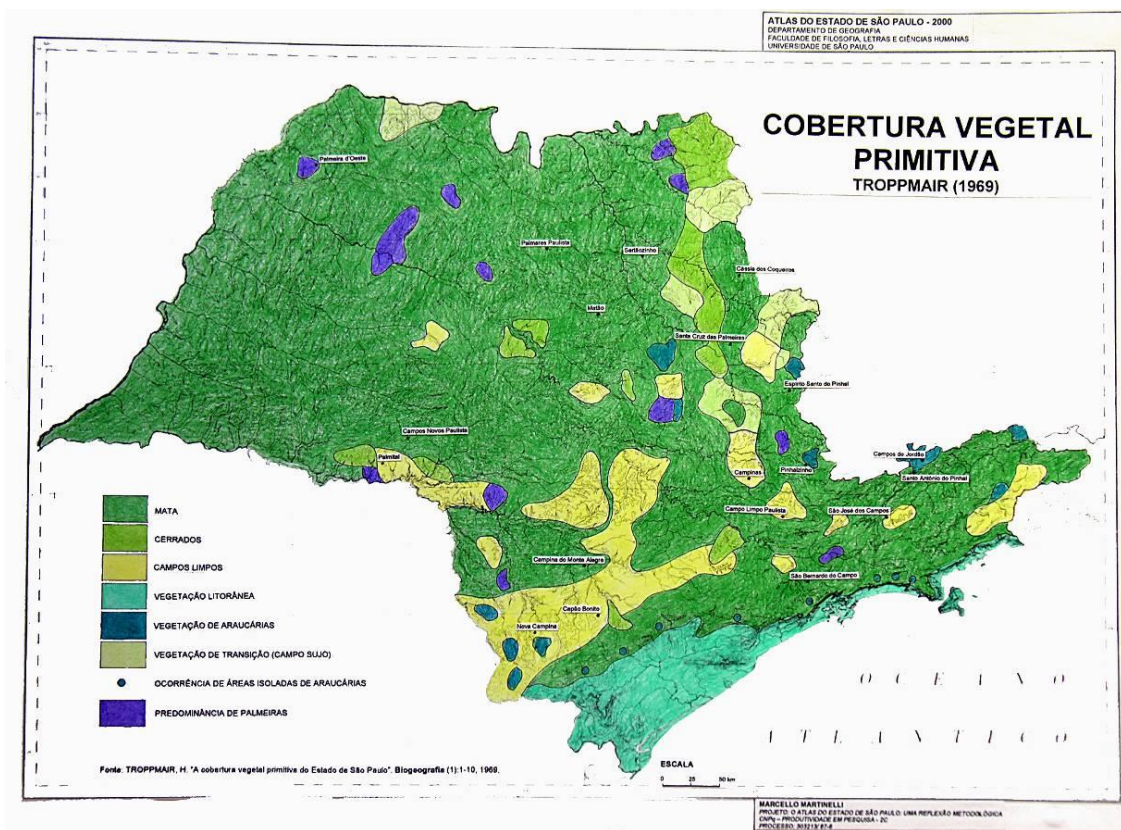 ATLAS DO ESTADO DE SÃO PAULO - 2000
DEPARTAMENTO DE GEOGRAFIA
FACULDADE DE FILOSOFIA, LETRAS E CIÊNCIAS HUMANAS
UNIVERSIDADE DE SÃO PAULO
COBERTURA VEGETAL
PRIMITIVA
TROPPMAIR (1969)
Palmeira d'Oeste
Palmares Paulista
Sertãozinho
Cássia dos Coqueiros
Matão
Santa Cruz das Palmeiras
Espírito Santo do Pinhal
Campos Novos Paulista
Palmital
Campinas
Pinhalzinho
Campos do Jordão
Santo Antônio do Pinhal
Campo Limpo Paulista
São José dos Campos
Campina do Monte Alegre
São Bernardo do Campo
Capão Bonito
Nova Campina
MATA
CERRADOS
CAMPOS LIMPOS
VEGETAÇÃO LITORÂNEA
VEGETAÇÃO DE ARAUCÁRIAS
VEGETAÇÃO DE TRANSIÇÃO (CAMPO SUJO)
OCORRÊNCIA DE ÁREAS ISOLADAS DE ARAUCÁRIAS
PREDOMINÂNCIA DE PALMEIRAS
OCEANO
ATLÂNTICO
ESCALA
0 25 50 km
Fonte: TROPPMAIR, H. "A cobertura vegetal primitiva do Estado de São Paulo". Biogeografia (1):1-10, 1969.
MARCELLO MARTINELLI
PROJETO: O ATLAS DO ESTADO DE SÃO PAULO: UMA REFLEXÃO METODOLÓGICA
CNPq – PRODUTIVIDADE EM PESQUISA - 2C
PROCESSO: 303213/87-8